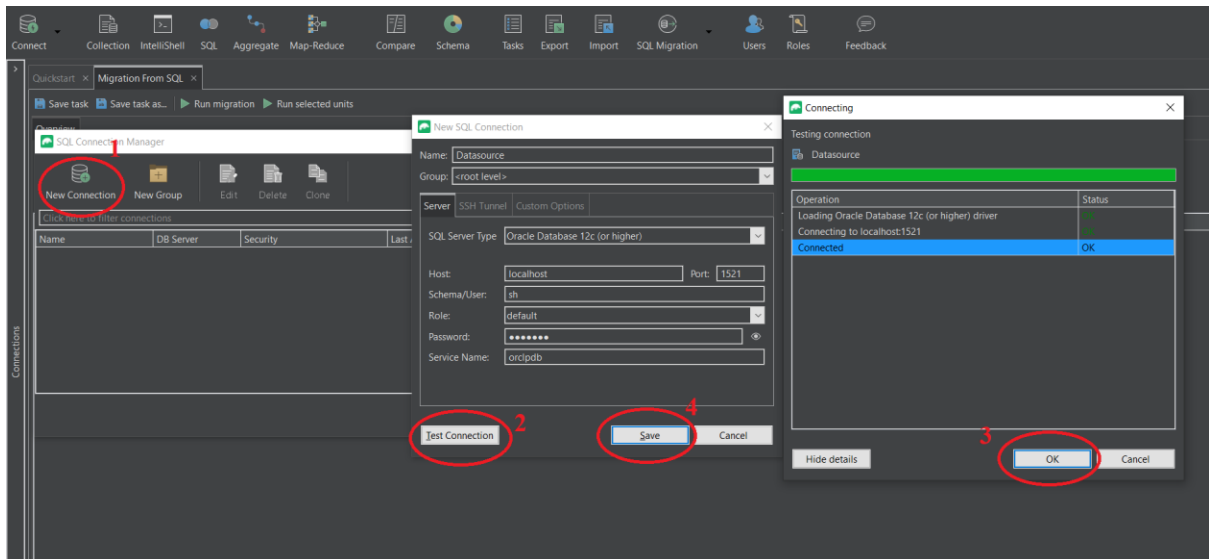 Connect Collection IntelliShell SQL Aggregate Map-Reduce Compare Schema Tasks Export Import SQL Migration Users Roles Feedback
Quickstart × Migration From SQL ×
Save task Save task as... Run migration Run selected units
Overview
SQL Connection Manager
1
New Connection New Group Edit Delete Clone
Click here to filter connections
Name DB Server Security Last
Connections
New SQL Connection
Name: Datasource
Group: <root level>
Server SSH Tunnel Custom Options
SQL Server Type Oracle Database 12c (or higher)
Host: localhost Port: 1521
Schema/User: sh
Role: default
Password: •••••••
Service Name: orclpdb
2
4
Test Connection Save Cancel
Connecting
Testing connection
Datasource
Operation Status
Loading Oracle Database 12c (or higher) driver OK
Connecting to localhost:1521 OK
Connected OK
3
Hide details OK Cancel